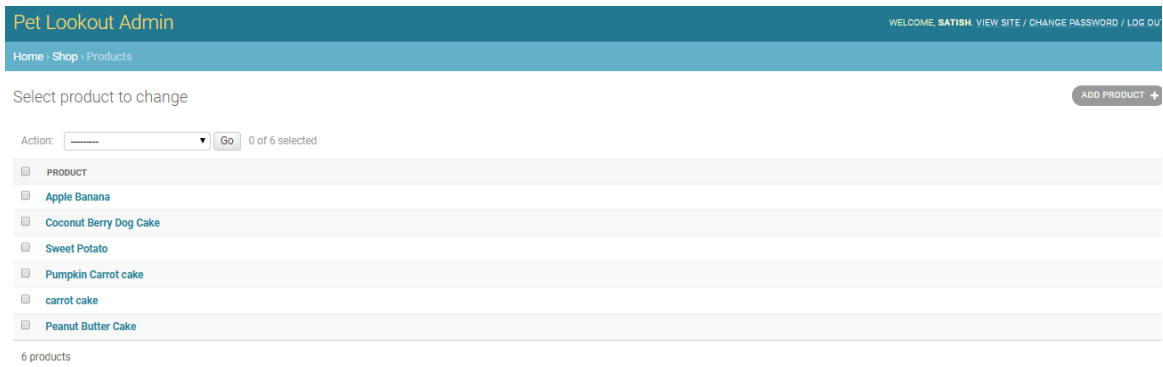 Pet Lookout Admin
WELCOME, SATISH. VIEW SITE / CHANGE PASSWORD / LOG OUT
Home › Shop › Products
Select product to change
ADD PRODUCT +
Action: --------- Go 0 of 6 selected
PRODUCT
Apple Banana
Coconut Berry Dog Cake
Sweet Potato
Pumpkin Carrot cake
carrot cake
Peanut Butter Cake
6 products